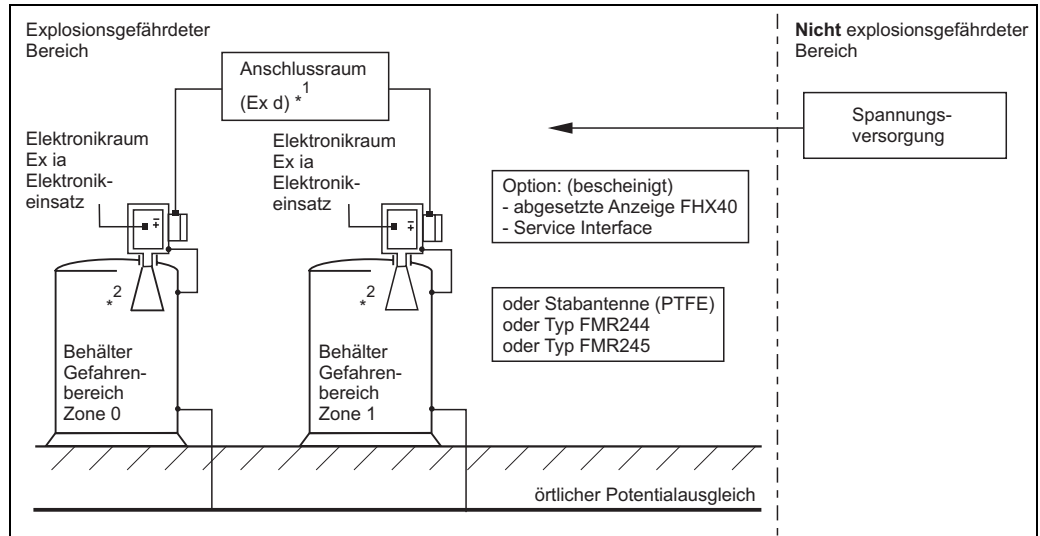 Explosionsgefährdeter
Bereich
Nicht explosionsgefährdeter
Bereich
Anschlussraum
(Ex d) *1
Spannungs-
versorgung
Elektronikraum
Ex ia
Elektronik-
einsatz
Elektronikraum
Ex ia
Elektronik-
einsatz
Option: (bescheinigt)
- abgesetzte Anzeige FHX40
- Service Interface
*2
*2
oder Stabantenne (PTFE)
oder Typ FMR244
oder Typ FMR245
Behälter
Gefahren-
bereich
Zone 0
Behälter
Gefahren-
bereich
Zone 1
örtlicher Potentialausgleich